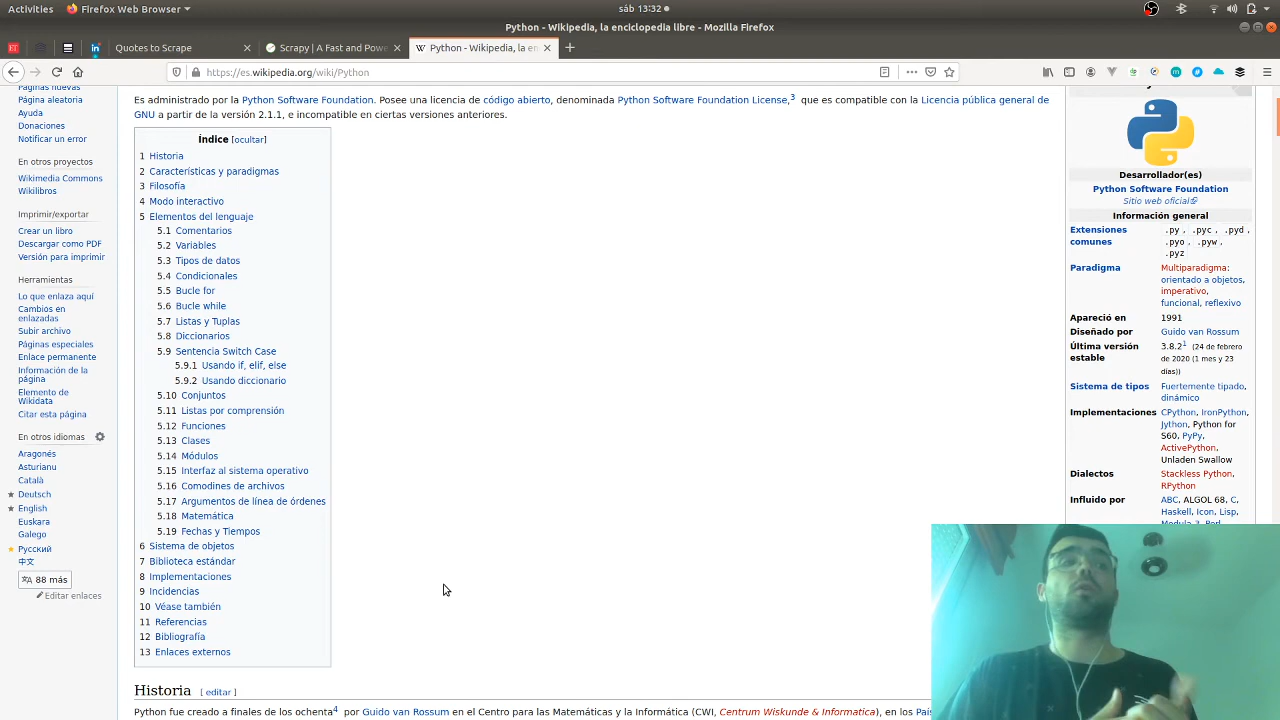 Activities Firefox Web Browser sáb 13:32
Python - Wikipedia, la enciclopedia libre - Mozilla Firefox
Quotes to Scrape Scrapy | A Fast and Powe Python - Wikipedia, la en
https://es.wikipedia.org/wiki/Python
Páginas nuevas
Página aleatoria
Ayuda
Donaciones
Notificar un error
En otros proyectos
Wikimedia Commons
Wikilibros
Imprimir/exportar
Crear un libro
Descargar como PDF
Versión para imprimir
Herramientas
Lo que enlaza aquí
Cambios en
enlazadas
Subir archivo
Páginas especiales
Enlace permanente
Información de la
página
Elemento de
Wikidata
Citar esta página
En otros idiomas
Aragonés
Asturianu
Català
Deutsch
English
Euskara
Galego
Русский
中文
88 más
Editar enlaces
Es administrado por la Python Software Foundation. Posee una licencia de código abierto, denominada Python Software Foundation License,3 que es compatible con la Licencia pública general de
GNU a partir de la versión 2.1.1, e incompatible en ciertas versiones anteriores.
Índice [ocultar]
1 Historia
2 Características y paradigmas
3 Filosofía
4 Modo interactivo
5 Elementos del lenguaje
5.1 Comentarios
5.2 Variables
5.3 Tipos de datos
5.4 Condicionales
5.5 Bucle for
5.6 Bucle while
5.7 Listas y Tuplas
5.8 Diccionarios
5.9 Sentencia Switch Case
5.9.1 Usando if, elif, else
5.9.2 Usando diccionario
5.10 Conjuntos
5.11 Listas por comprensión
5.12 Funciones
5.13 Clases
5.14 Módulos
5.15 Interfaz al sistema operativo
5.16 Comodines de archivos
5.17 Argumentos de línea de órdenes
5.18 Matemática
5.19 Fechas y Tiempos
6 Sistema de objetos
7 Biblioteca estándar
8 Implementaciones
9 Incidencias
10 Véase también
11 Referencias
12 Bibliografía
13 Enlaces externos
Historia [ editar ]
Python fue creado a finales de los ochenta4 por Guido van Rossum en el Centro para las Matemáticas y la Informática (CWI, Centrum Wiskunde & Informatica), en los
Desarrollador(es)
Python Software Foundation
Sitio web oficial
Información general
Extensiones .py, .pyc, .pyd,
comunes .pyo, .pyw,
.pyz
Paradigma Multiparadigma:
orientado a objetos,
imperativo,
funcional, reflexivo
Apareció en 1991
Diseñado por Guido van Rossum
Última versión 3.8.21 (24 de febrero
estable de 2020 (1 mes y 23
días))
Sistema de tipos Fuertemente tipado,
dinámico
Implementaciones CPython, IronPython,
Jython, Python for
S60, PyPy,
ActivePython,
Unladen Swallow
Dialectos Stackless Python,
RPython
Influido por ABC, ALGOL 68, C,
Haskell, Icon, Lisp,